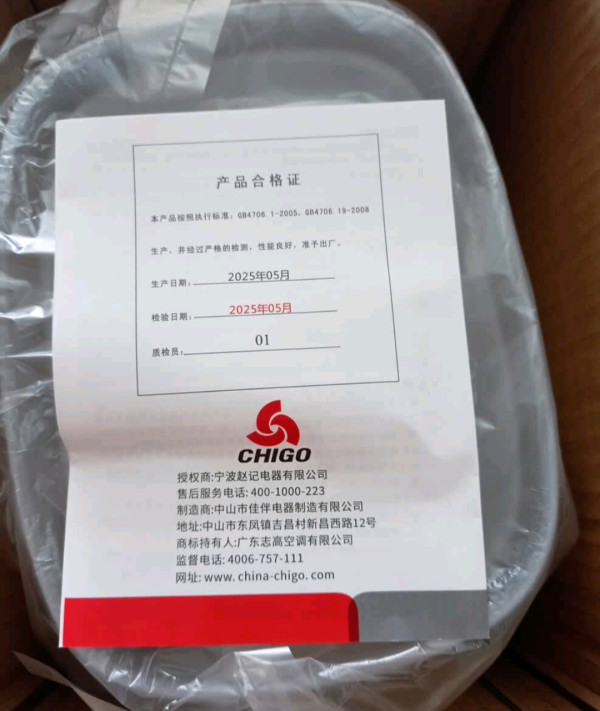 产品合格证
本产品按照执行标准：GB4706.1-2005、GB4706.19-2008
生产、并经过严格的检测，性能良好，准予出厂。
生产日期：2025年05月
检验日期：2025年05月
质检员：01
CHIGO
授权商:宁波赵记电器有限公司
售后服务电话:400-1000-223
制造商:中山市佳伴电器制造有限公司
地址:中山市东凤镇吉昌村新昌西路12号
商标持有人:广东志高空调有限公司
监督电话:4006-757-111
网址:www.china-chigo.com